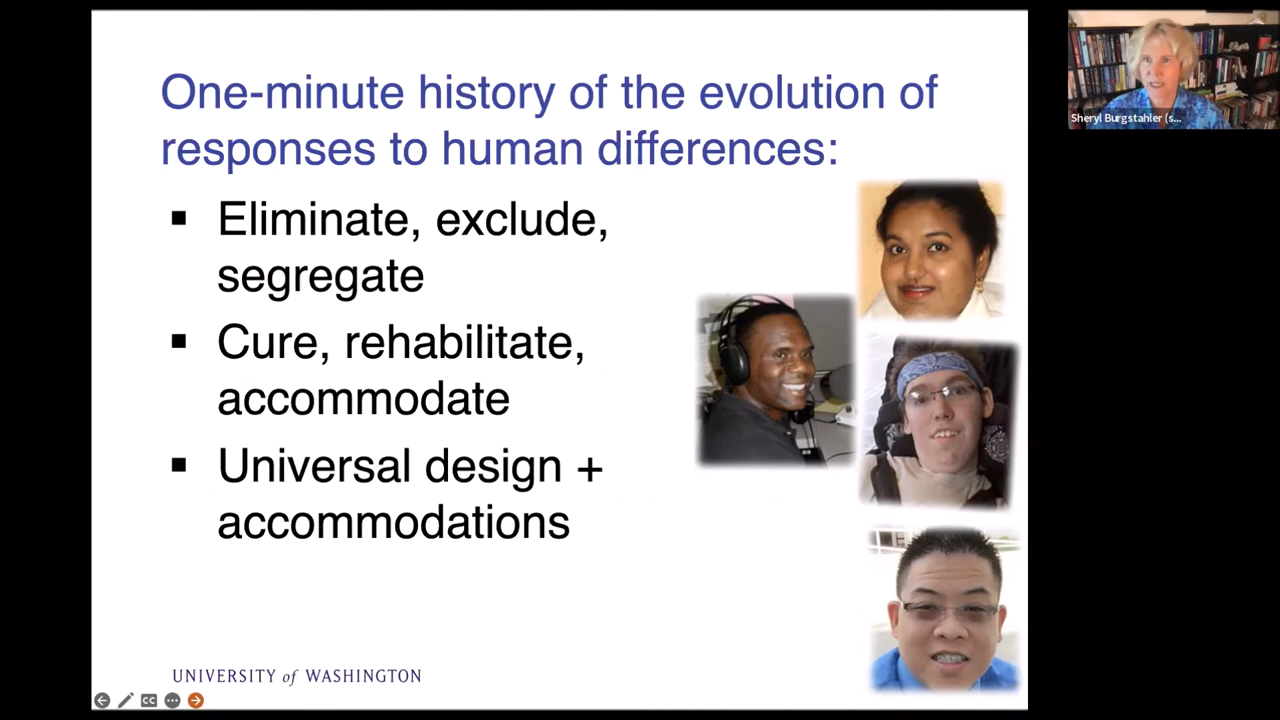 One-minute history of the evolution of
responses to human differences:
▪ Eliminate, exclude,
segregate
▪ Cure, rehabilitate,
accommodate
▪ Universal design +
accommodations
UNIVERSITY of WASHINGTON
CC
Sheryl Burgstahler (s...